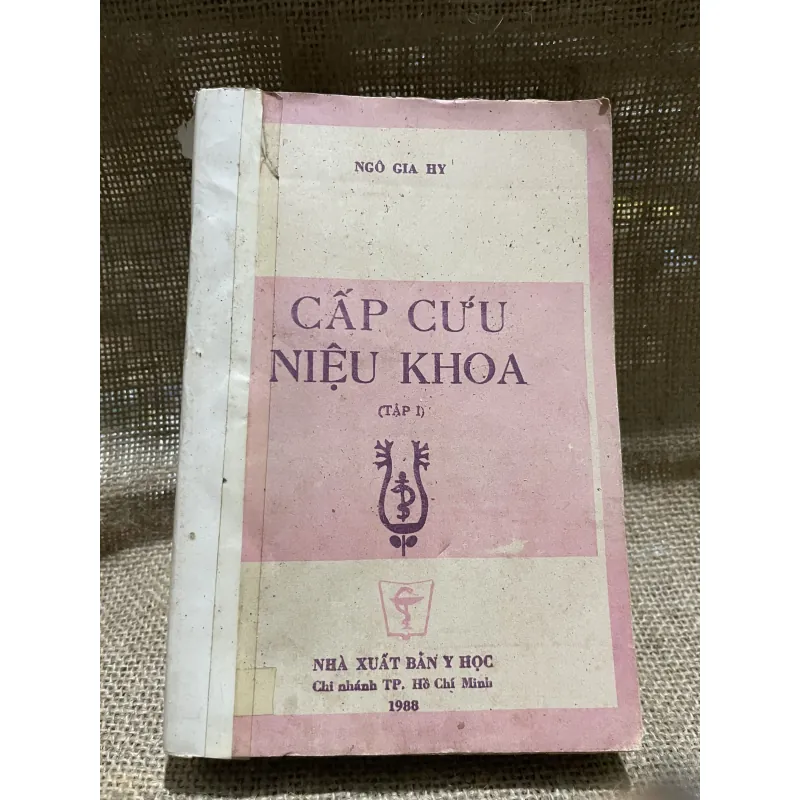 NGÔ GIA HY
CẤP CỨU
NIỆU KHOA
(TẬP I)
NHÀ XUẤT BẢN Y HỌC
Chi nhánh TP. Hồ Chí Minh
1988